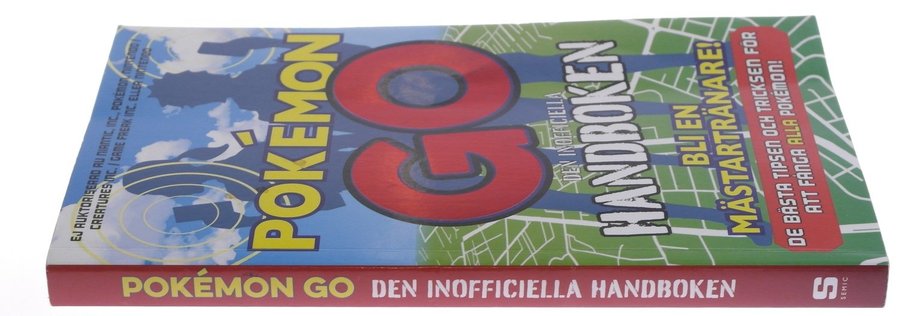 EJ AUKTORISERAD AV NIANTIC, INC., POKÉMON, NINTENDO /
CREATURES INC. / GAME FREAK INC. ELLER NINTENDO
POKÉMON
GO
DEN INOFFICIELLA
HANDBOKEN
BLI EN
MÄSTARTRÄNARE!
DE BÄSTA TIPSEN OCH TRICKSEN FÖR
ATT FÅNGA ALLA POKÉMON!
POKÉMON GO DEN INOFFICIELLA HANDBOKEN
S
SEMIC